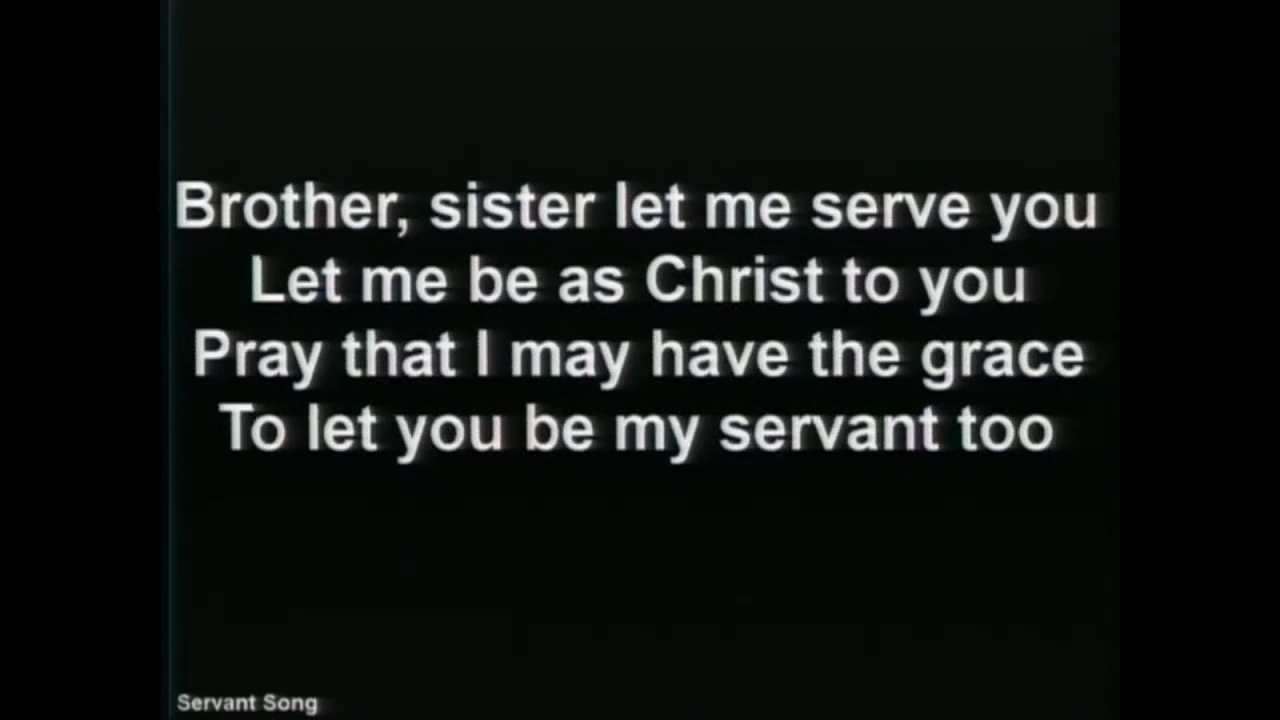 Brother, sister let me serve you
Let me be as Christ to you
Pray that I may have the grace
To let you be my servant too
Servant Song